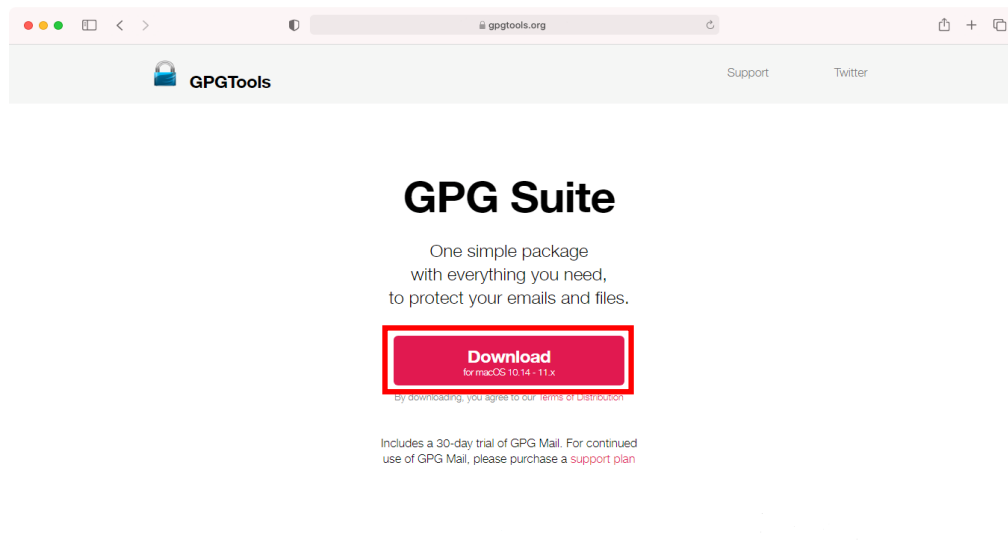 gpgtools.org
GPGTools
Support
Twitter
GPG Suite
One simple package
with everything you need,
to protect your emails and files.
Download
for macOS 10.14 - 11.x
By downloading, you agree to our Terms of Distribution
Includes a 30-day trial of GPG Mail. For continued
use of GPG Mail, please purchase a support plan